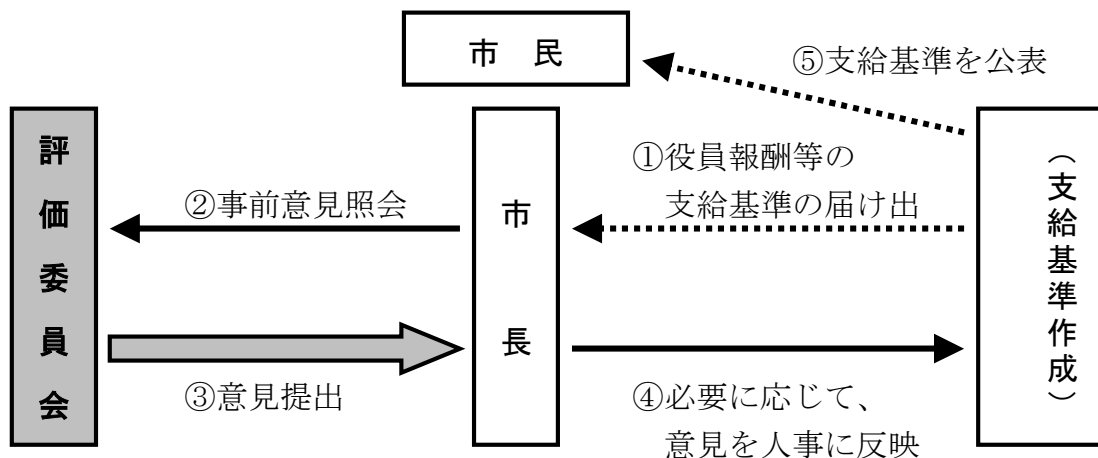 市　民
⑤支給基準を公表
評価委員会
②事前意見照会
③意見提出
市長
①役員報酬等の
支給基準の届け出
④必要に応じて、
意見を人事に反映
（支給基準作成）